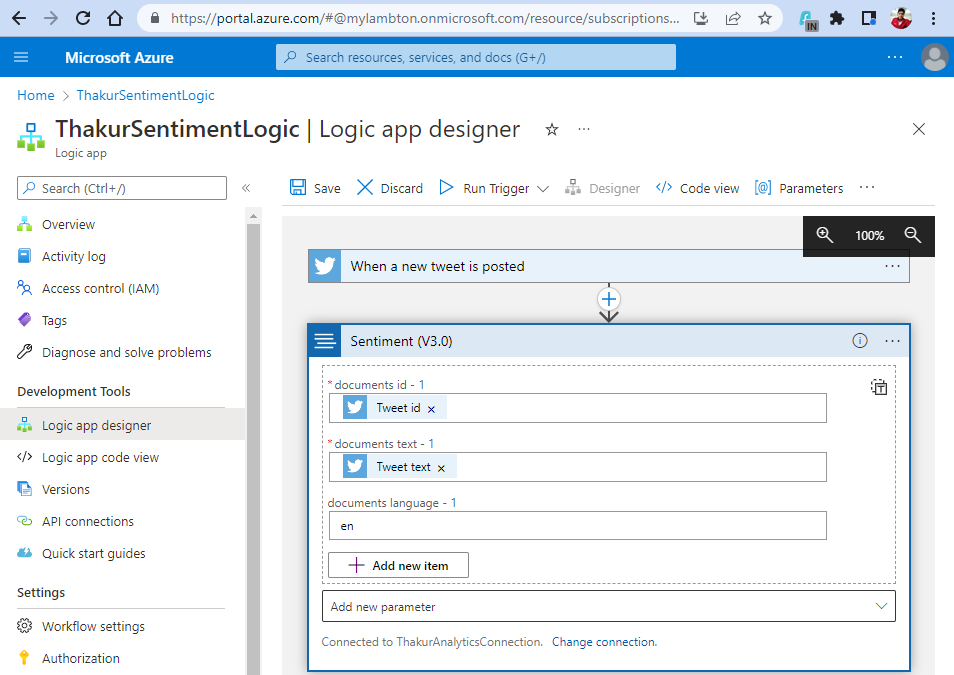 https://portal.azure.com/#@mylambton.onmicrosoft.com/resource/subscriptions...
IN
Microsoft Azure
Search resources, services, and docs (G+/)
Home > ThakurSentimentLogic
ThakurSentimentLogic | Logic app designer
Logic app
Search (Ctrl+/)
Save
Discard
Run Trigger
Designer
Code view
Parameters
100%
Overview
Activity log
Access control (IAM)
Tags
Diagnose and solve problems
Development Tools
Logic app designer
Logic app code view
Versions
API connections
Quick start guides
Settings
Workflow settings
Authorization
When a new tweet is posted
Sentiment (V3.0)
* documents id - 1
Tweet id ×
* documents text - 1
Tweet text ×
documents language - 1
en
Add new item
Add new parameter
Connected to ThakurAnalyticsConnection. Change connection.